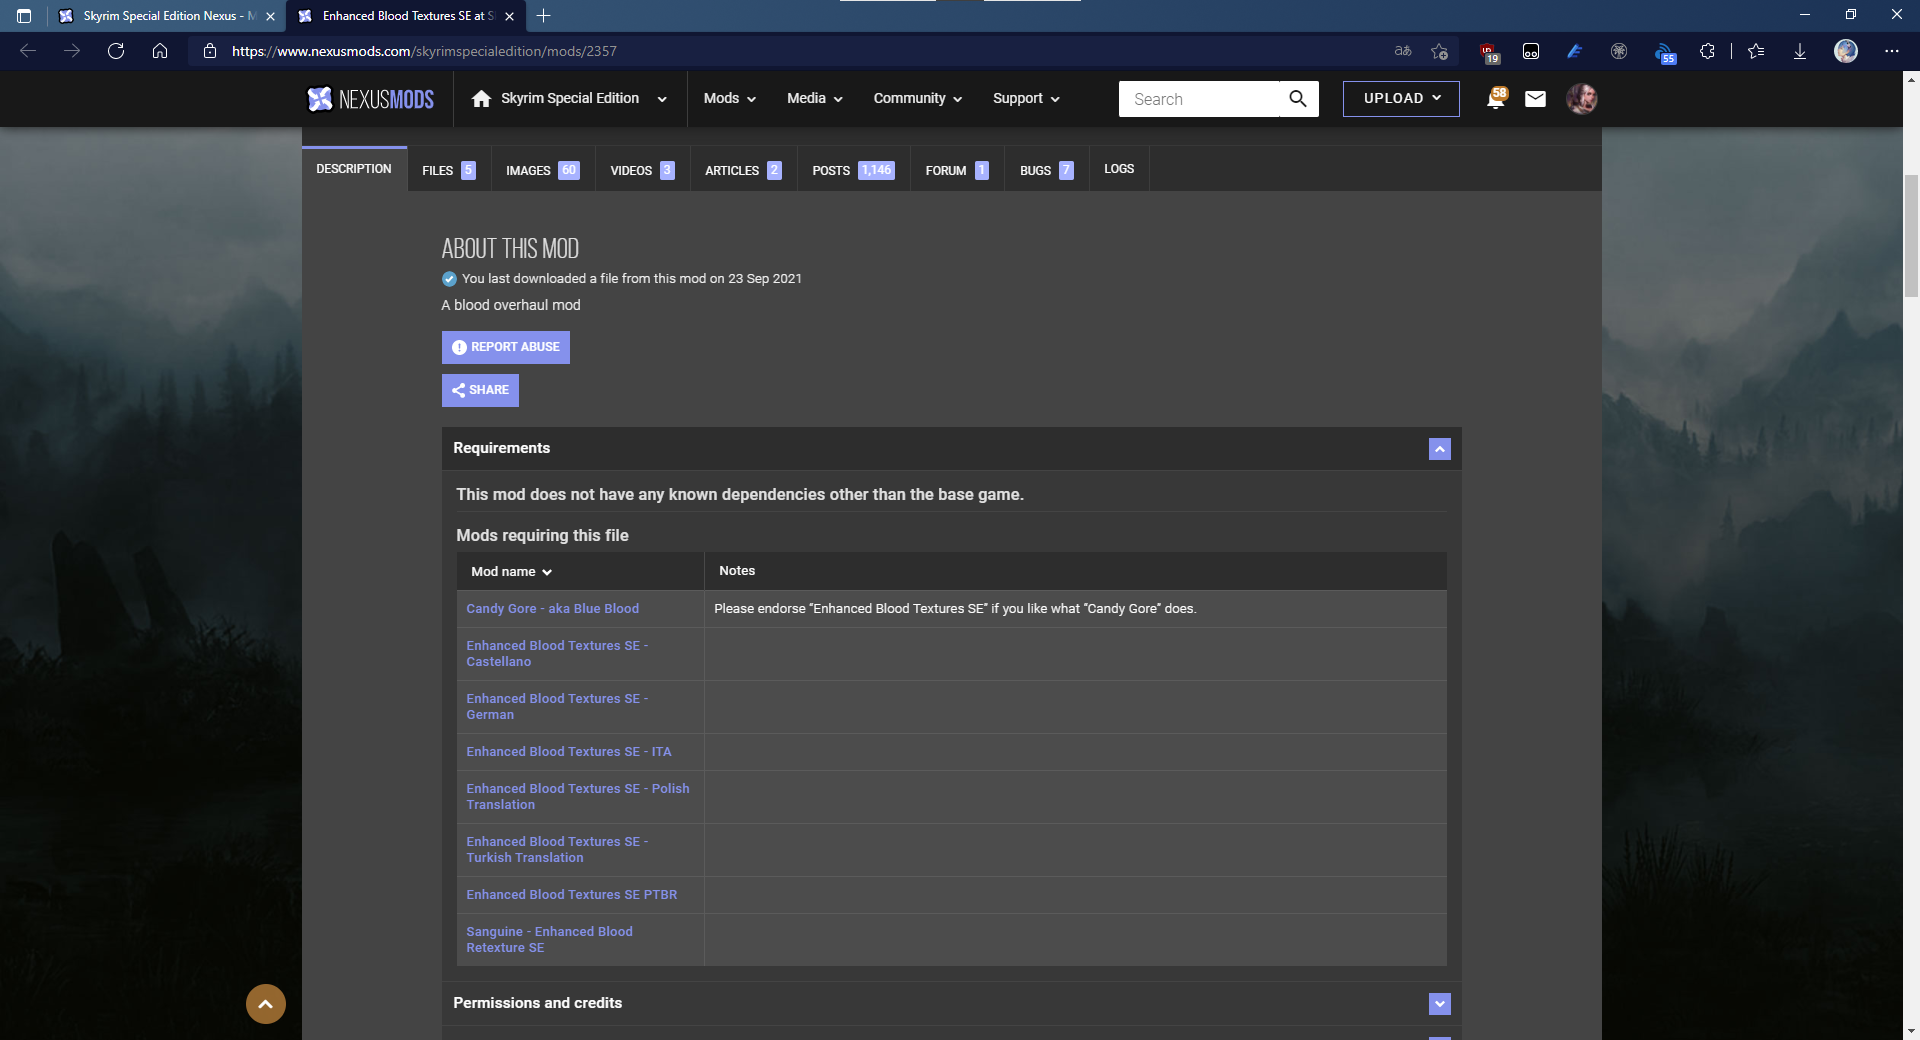 Skyrim Special Edition Nexus - M
Enhanced Blood Textures SE at S
https://www.nexusmods.com/skyrimspecialedition/mods/2357
19
55
NEXUSMODS
Skyrim Special Edition
Mods
Media
Community
Support
Search
UPLOAD
58
DESCRIPTION
FILES 5
IMAGES 60
VIDEOS 3
ARTICLES 2
POSTS 1,146
FORUM 1
BUGS 7
LOGS
ABOUT THIS MOD
You last downloaded a file from this mod on 23 Sep 2021
A blood overhaul mod
REPORT ABUSE
SHARE
Requirements
This mod does not have any known dependencies other than the base game.
Mods requiring this file
Mod name
Notes
Candy Gore - aka Blue Blood
Please endorse "Enhanced Blood Textures SE" if you like what "Candy Gore" does.
Enhanced Blood Textures SE -
Castellano
Enhanced Blood Textures SE -
German
Enhanced Blood Textures SE - ITA
Enhanced Blood Textures SE - Polish
Translation
Enhanced Blood Textures SE -
Turkish Translation
Enhanced Blood Textures SE PTBR
Sanguine - Enhanced Blood
Retexture SE
Permissions and credits